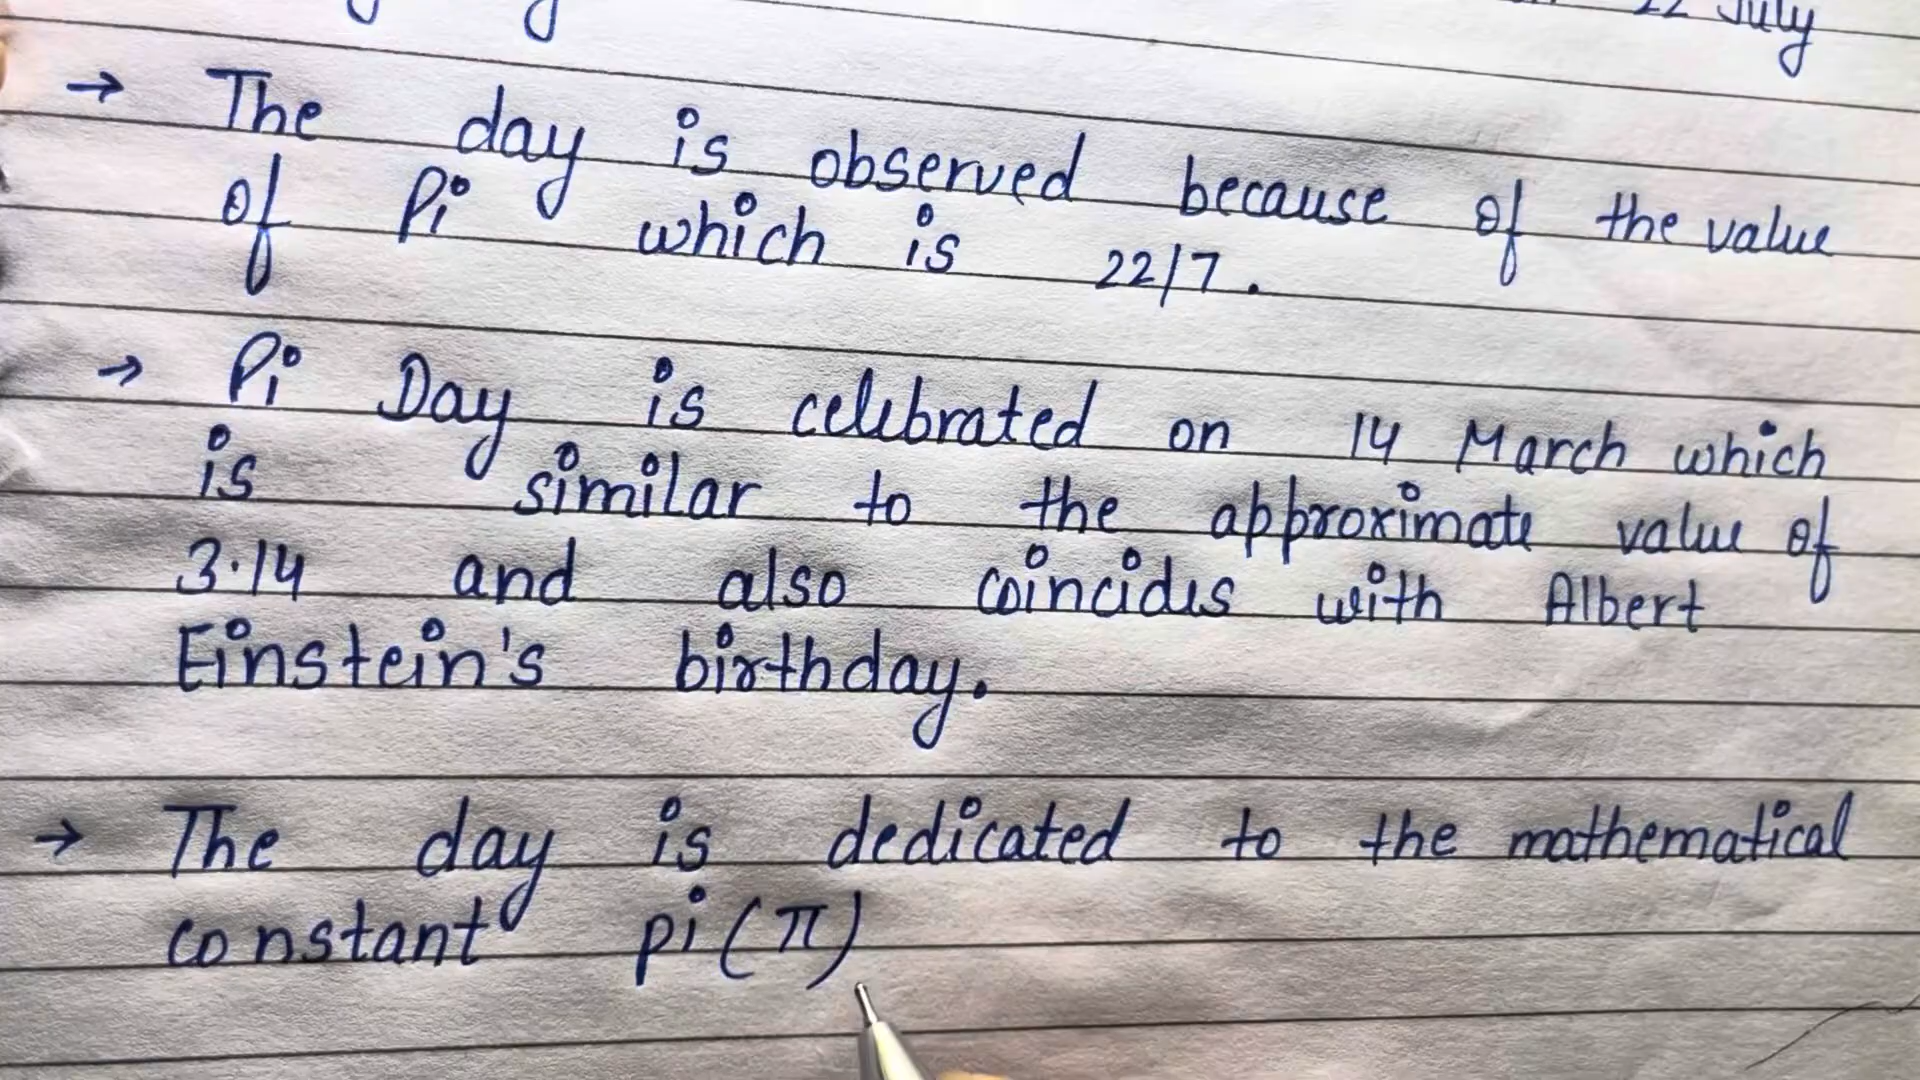 22 July
→ The day is observed because of the value
of Pi which is 22/7.
→ Pi Day is celebrated on 14 March which
is similar to the approximate value of
3.14 and also coincides with Albert
Einstein's birthday.
→ The day is dedicated to the mathematical
constant pi (π)